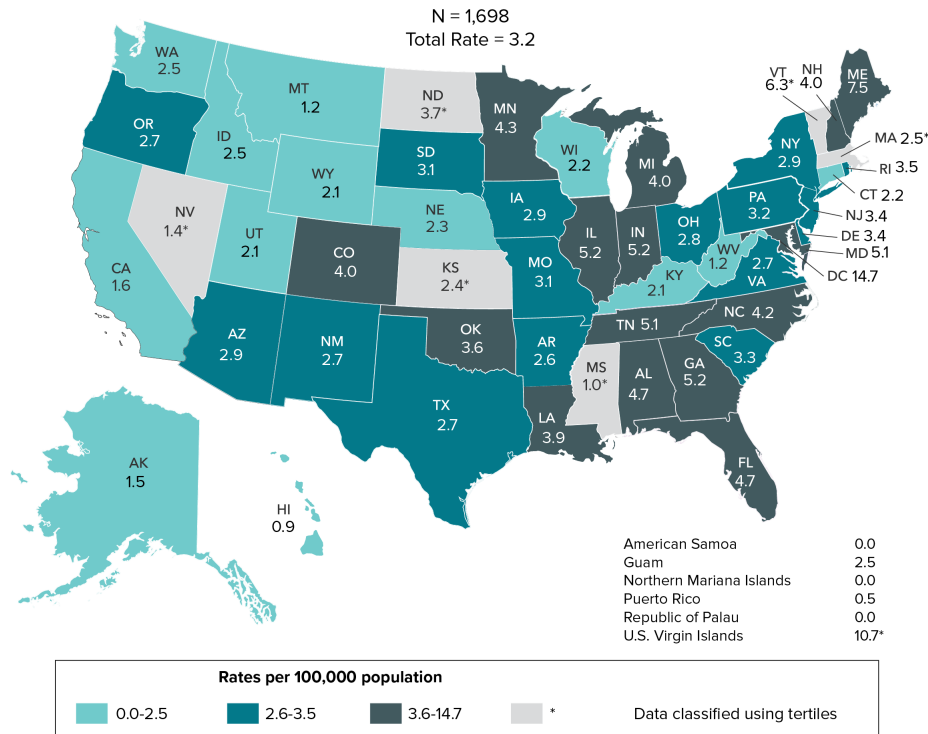 N = 1,698
Total Rate = 3.2
WA
2.5
MT
1.2
ND
3.7*
MN
4.3
VT
6.3*
NH
4.0
ME
7.5
OR
2.7
ID
2.5
WY
2.1
SD
3.1
WI
2.2
MI
4.0
NY
2.9
MA 2.5*
RI 3.5
CT 2.2
NV
1.4*
UT
2.1
NE
2.3
IA
2.9
IL
5.2
IN
5.2
OH
2.8
PA
3.2
NJ 3.4
DE 3.4
MD 5.1
DC 14.7
CA
1.6
CO
4.0
KS
2.4*
MO
3.1
KY
2.1
WV
1.2
2.7
VA
AZ
2.9
NM
2.7
OK
3.6
AR
2.6
TN 5.1
NC 4.2
SC
3.3
TX
2.7
LA
3.9
MS
1.0*
AL
4.7
GA
5.2
FL
4.7
AK
1.5
HI
0.9
American Samoa 0.0
Guam 2.5
Northern Mariana Islands 0.0
Puerto Rico 0.5
Republic of Palau 0.0
U.S. Virgin Islands 10.7*
Rates per 100,000 population
0.0-2.5 2.6-3.5 3.6-14.7 * Data classified using tertiles